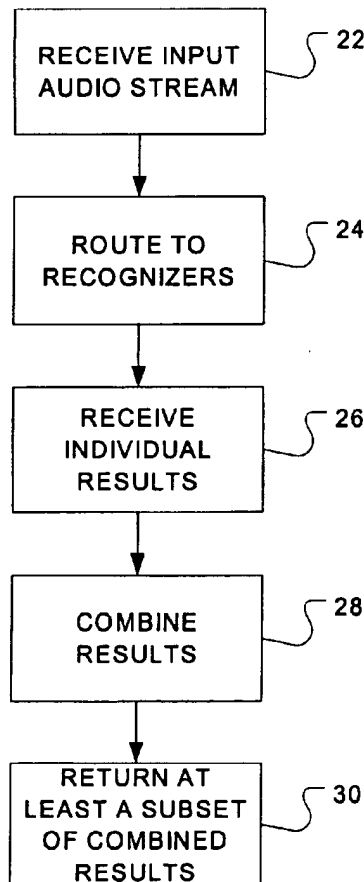 RECEIVE INPUT
AUDIO STREAM
22
ROUTE TO
RECOGNIZERS
24
RECEIVE
INDIVIDUAL
RESULTS
26
COMBINE
RESULTS
28
RETURN AT
LEAST A SUBSET
OF COMBINED
RESULTS
30